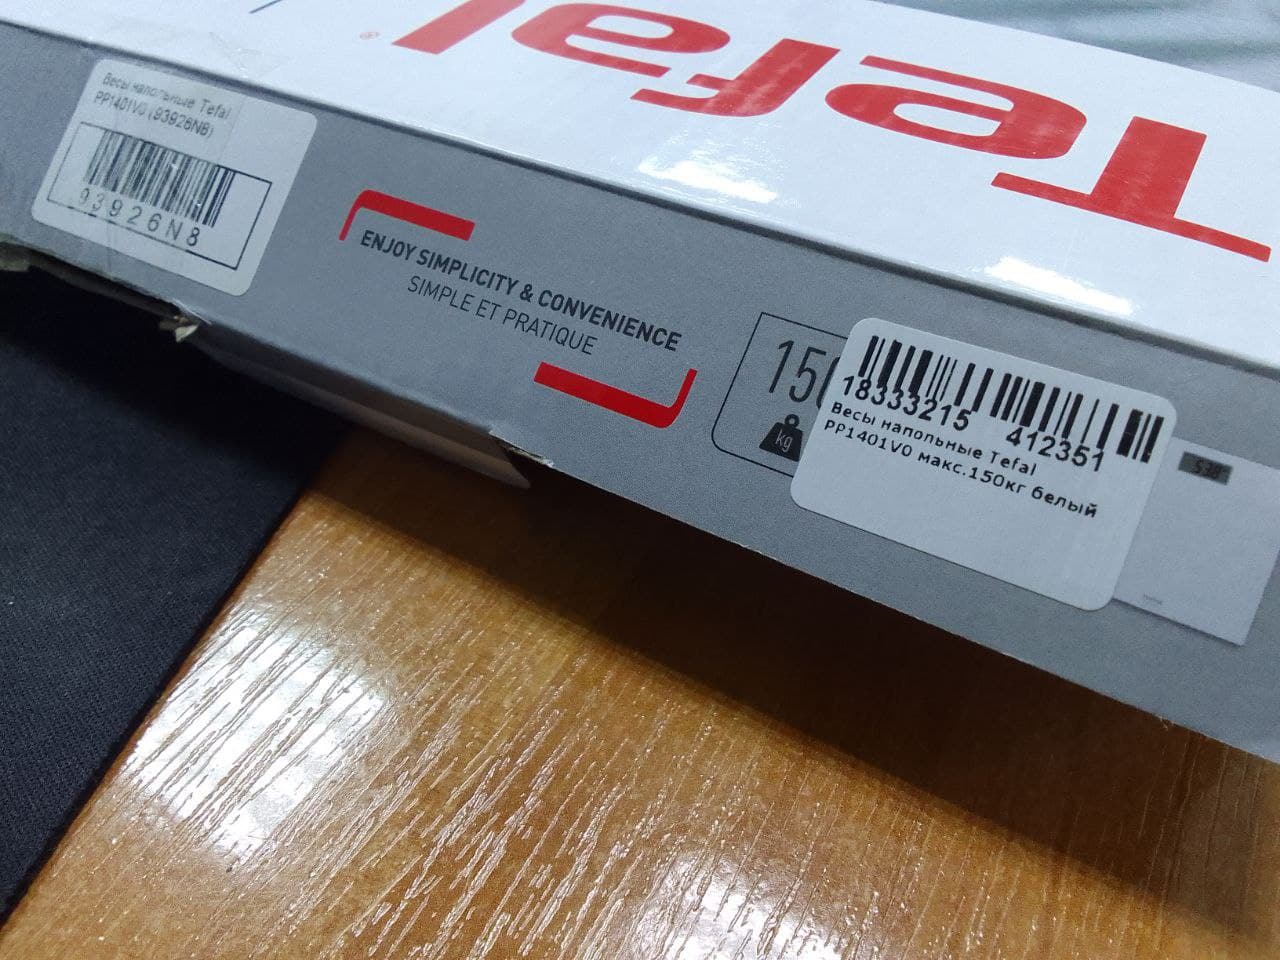 Tefal
Весы напольные Tefal
PP1401V0 (93926N8)
93926N8
ENJOY SIMPLICITY & CONVENIENCE
SIMPLE ET PRATIQUE
150
kg
18333215 412351
Весы напольные Tefal
PP1401V0 макс.150кг белый